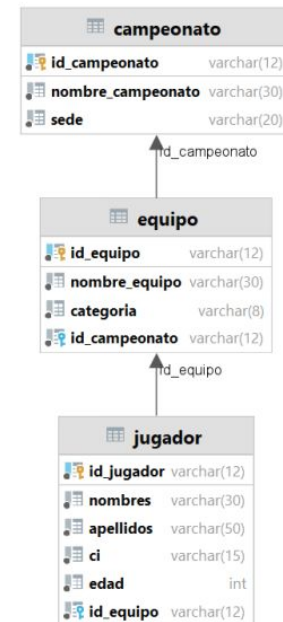 campeonato
id_campeonato varchar(12)
nombre_campeonato varchar(30)
sede varchar(20)
id_campeonato
equipo
id_equipo varchar(12)
nombre_equipo varchar(30)
categoria varchar(8)
id_campeonato varchar(12)
id_equipo
jugador
id_jugador varchar(12)
nombres varchar(30)
apellidos varchar(50)
ci varchar(15)
edad int
id_equipo varchar(12)